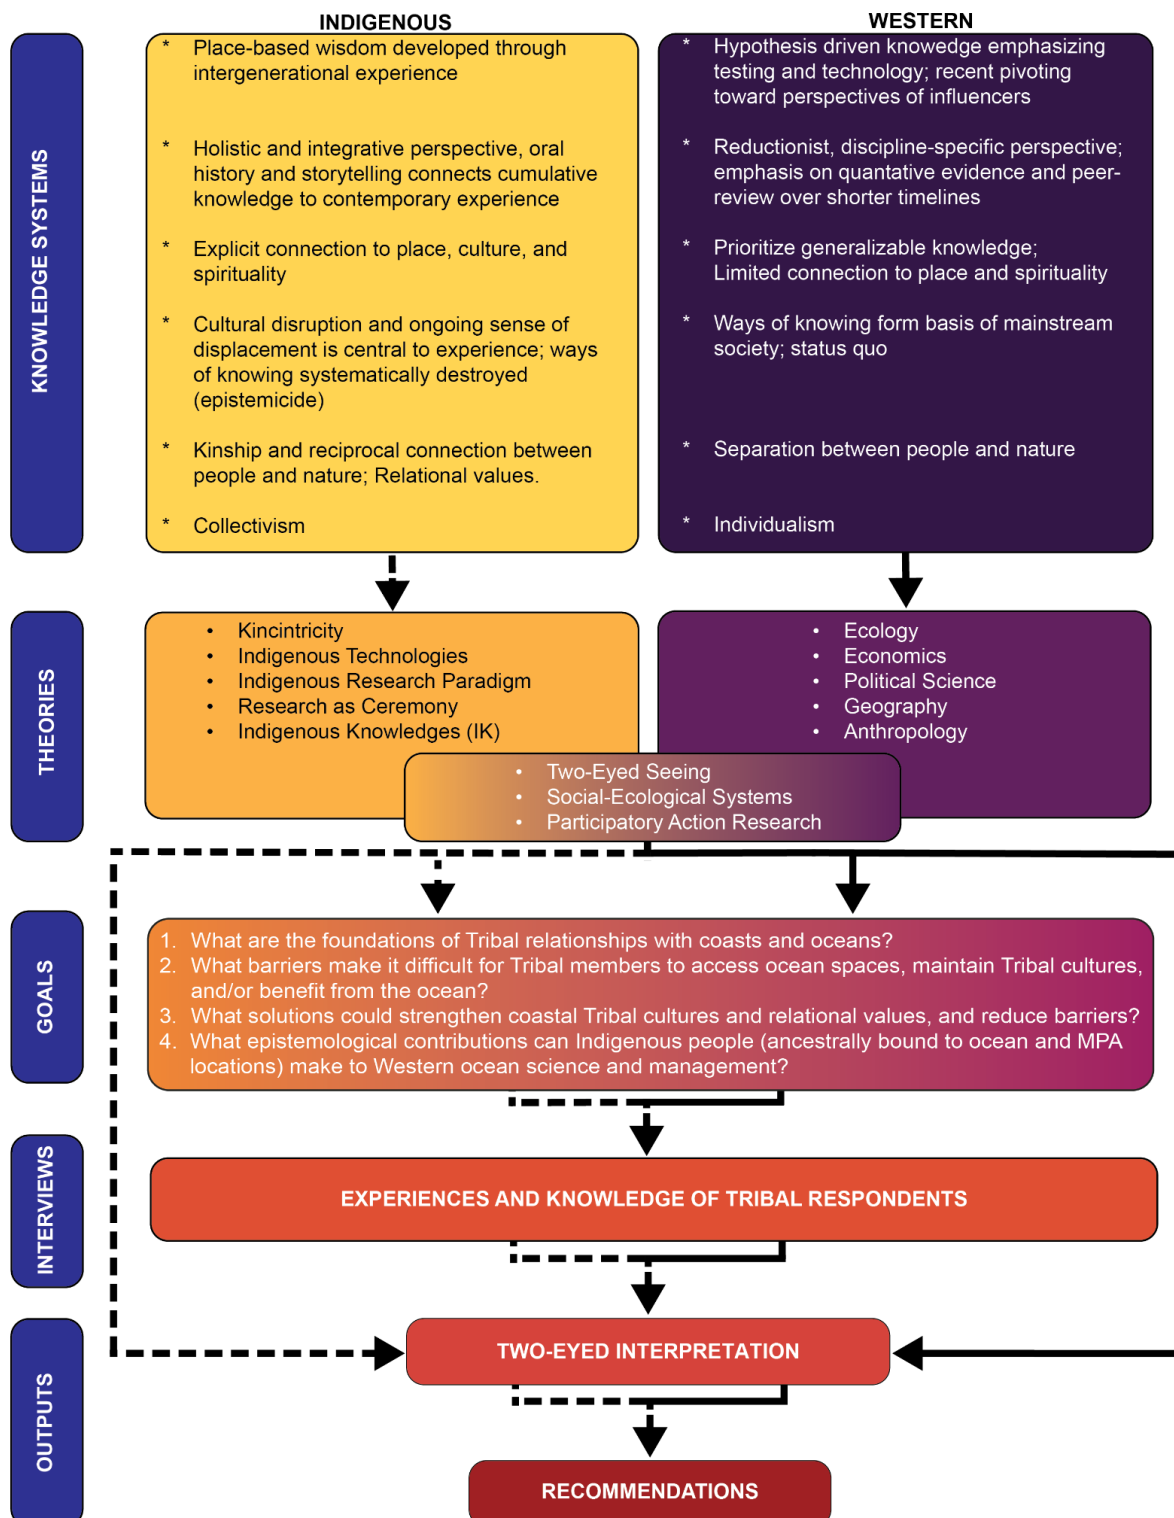 INDIGENOUS
WESTERN
KNOWLEDGE SYSTEMS
* Place-based wisdom developed through
intergenerational experience
* Holistic and integrative perspective, oral
history and storytelling connects cumulative
knowledge to contemporary experience
* Explicit connection to place, culture, and
spirituality
* Cultural disruption and ongoing sense of
displacement is central to experience; ways
of knowing systematically destroyed
(epistemicide)
* Kinship and reciprocal connection between
people and nature; Relational values.
* Collectivism
* Hypothesis driven knowedge emphasizing
testing and technology; recent pivoting
toward perspectives of influencers
* Reductionist, discipline-specific perspective;
emphasis on quantative evidence and peer-
review over shorter timelines
* Prioritize generalizable knowledge;
Limited connection to place and spirituality
* Ways of knowing form basis of mainstream
society; status quo
* Separation between people and nature
* Individualism
THEORIES
• Kincintricity
• Indigenous Technologies
• Indigenous Research Paradigm
• Research as Ceremony
• Indigenous Knowledges (IK)
• Ecology
• Economics
• Political Science
• Geography
• Anthropology
• Two-Eyed Seeing
• Social-Ecological Systems
• Participatory Action Research
GOALS
1. What are the foundations of Tribal relationships with coasts and oceans?
2. What barriers make it difficult for Tribal members to access ocean spaces, maintain Tribal cultures,
and/or benefit from the ocean?
3. What solutions could strengthen coastal Tribal cultures and relational values, and reduce barriers?
4. What epistemological contributions can Indigenous people (ancestrally bound to ocean and MPA
locations) make to Western ocean science and management?
INTERVIEWS
EXPERIENCES AND KNOWLEDGE OF TRIBAL RESPONDENTS
OUTPUTS
TWO-EYED INTERPRETATION
RECOMMENDATIONS